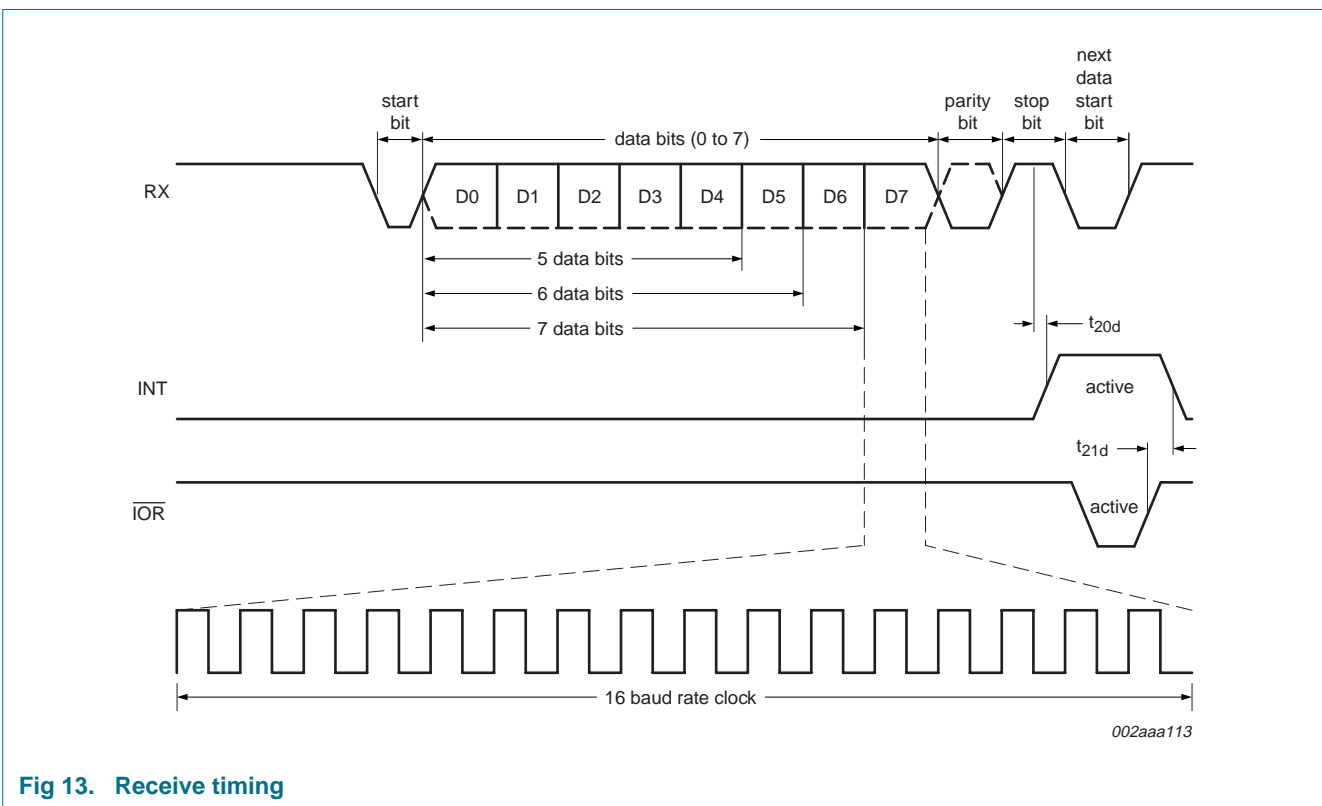 next
data
start
bit
start
bit
parity
bit
stop
bit
data bits (0 to 7)
RX
D0 D1 D2 D3 D4 D5 D6 D7
5 data bits
6 data bits
7 data bits
t20d
INT
active
t21d
IOR
active
16 baud rate clock
002aaa113
Fig 13. Receive timing